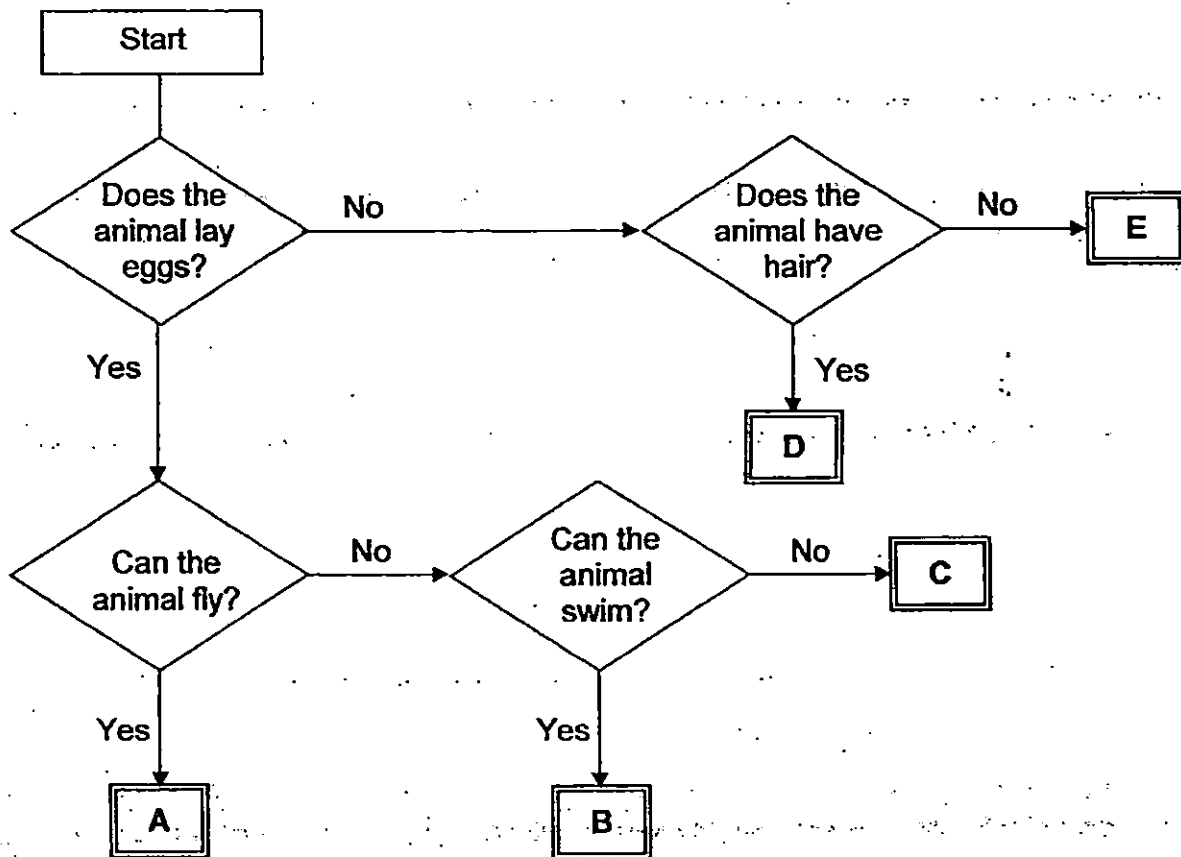 Start
Does the
animal lay
eggs?
No
Does the
animal have
hair?
No
E
Yes
Yes
D
Can the
animal fly?
No
Can the
animal
swim?
No
C
Yes
Yes
A
B